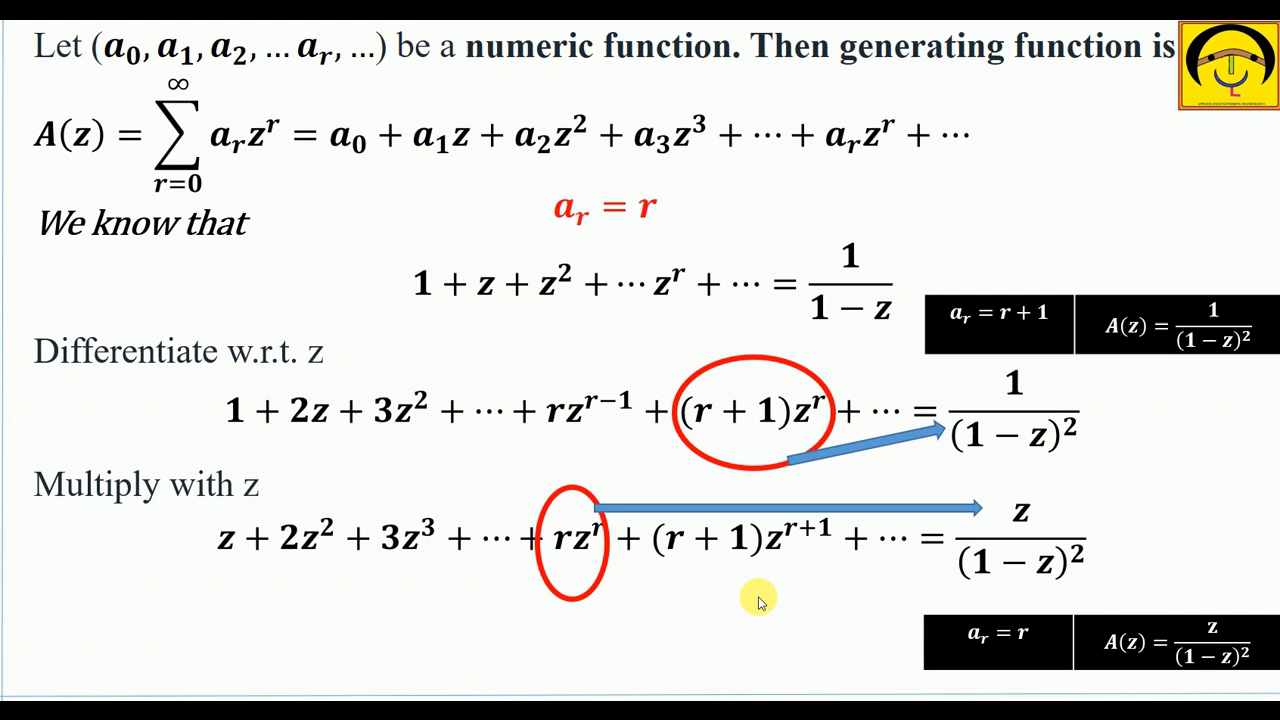 Let (a₀, a₁, a₂, … aᵣ, …) be a numeric function. Then generating function is
A(z) = ∑_{r=0}^{∞} aᵣzʳ = a₀ + a₁z + a₂z² + a₃z³ + ⋯ + aᵣzʳ + ⋯
We know that
aᵣ = r
1 + z + z² + ⋯ zʳ + ⋯ = 1/(1 − z)
aᵣ = r + 1 A(z) = 1/(1 − z)²
Differentiate w.r.t. z
1 + 2z + 3z² + ⋯ + rzʳ⁻¹ + (r + 1)zʳ + ⋯ = 1/(1 − z)²
Multiply with z
z + 2z² + 3z³ + ⋯ + rzʳ + (r + 1)zʳ⁺¹ + ⋯ = z/(1 − z)²
aᵣ = r A(z) = z/(1 − z)²